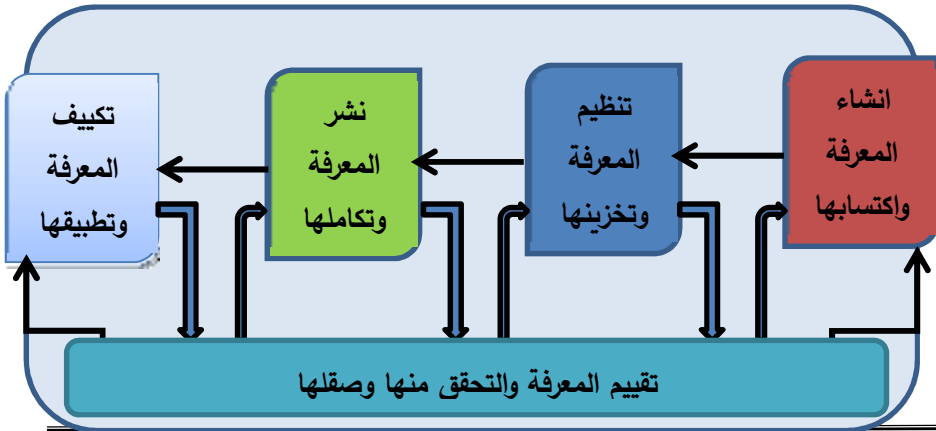 انشاء
المعرفة
واكتسابها
تنظيم
المعرفة
وتخزينها
نشر
المعرفة
وتكاملها
تكييف
المعرفة
وتطبيقها
تقييم المعرفة والتحقق منها وصقلها